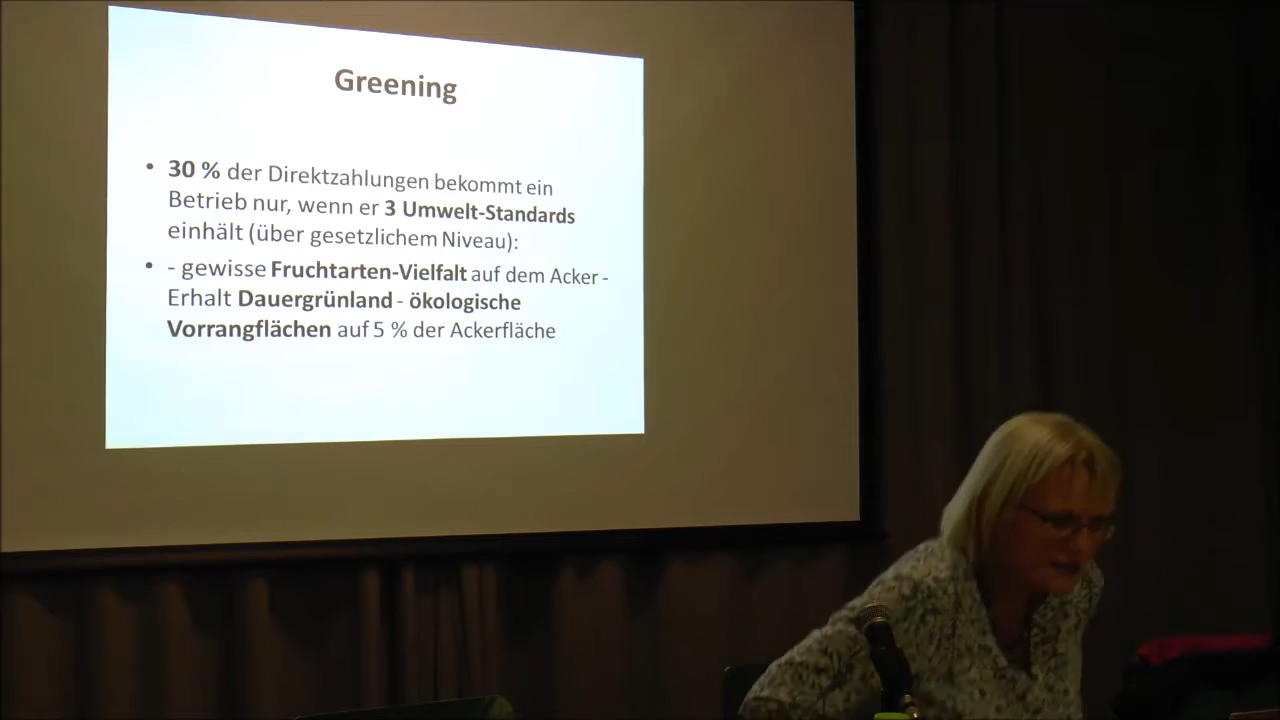 Greening
• 30 % der Direktzahlungen bekommt ein
Betrieb nur, wenn er 3 Umwelt-Standards
einhält (über gesetzlichem Niveau):
• - gewisse Fruchtarten-Vielfalt auf dem Acker -
Erhalt Dauergrünland - ökologische
Vorrangflächen auf 5 % der Ackerfläche